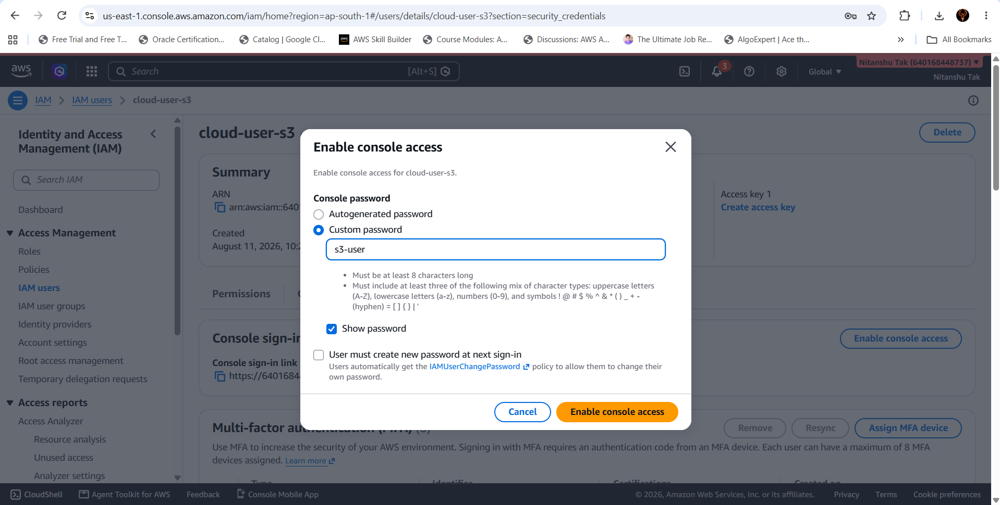 us-east-1.console.aws.amazon.com/iam/home?region=ap-south-1#/users/details/cloud-user-s3?section=security_credentials
Free Trial and Free T...
Oracle Certification...
Catalog | Google Cl...
aws
AWS Skill Builder
Course Modules: A...
Discussions: AWS A...
The Ultimate Job Re...
AlgoExpert | Ace th...
All Bookmarks
aws
Search
[Alt+S]
3
Global
Nitanshu Tak (640168448737)
Nitanshu Tak
IAM
IAM users
cloud-user-s3
Identity and Access
Management (IAM)
Search IAM
Dashboard
Access Management
Roles
Policies
IAM users
IAM user groups
Identity providers
Account settings
Root access management
Temporary delegation requests
Access reports
Access Analyzer
Resource analysis
Unused access
Analyzer settings
cloud-user-s3
Delete
Summary
ARN
arn:aws:iam::640
Created
August 11, 2026, 10:
Access key 1
Create access key
Permissions
Console sign-in
Enable console access
Console sign-in link
https://6401684
Multi-factor authentication (MFA)
Remove
Resync
Assign MFA device
Use MFA to increase the security of your AWS environment. Signing in with MFA requires an authentication code from an MFA device. Each user can have a maximum of 8 MFA
devices assigned. Learn more
Type
Identifier
Certifications
Created on
Enable console access
Enable console access for cloud-user-s3.
Console password
Autogenerated password
Custom password
s3-user
• Must be at least 8 characters long
• Must include at least three of the following mix of character types: uppercase letters
(A-Z), lowercase letters (a-z), numbers (0-9), and symbols ! @ # $ % ^ & * ( ) _ + -
(hyphen) = [ ] { } | '
Show password
User must create new password at next sign-in
Users automatically get the IAMUserChangePassword policy to allow them to change their
own password.
Cancel
Enable console access
CloudShell
Agent Toolkit for AWS
Feedback
Console Mobile App
© 2026, Amazon Web Services, Inc. or its affiliates.
Privacy
Terms
Cookie preferences